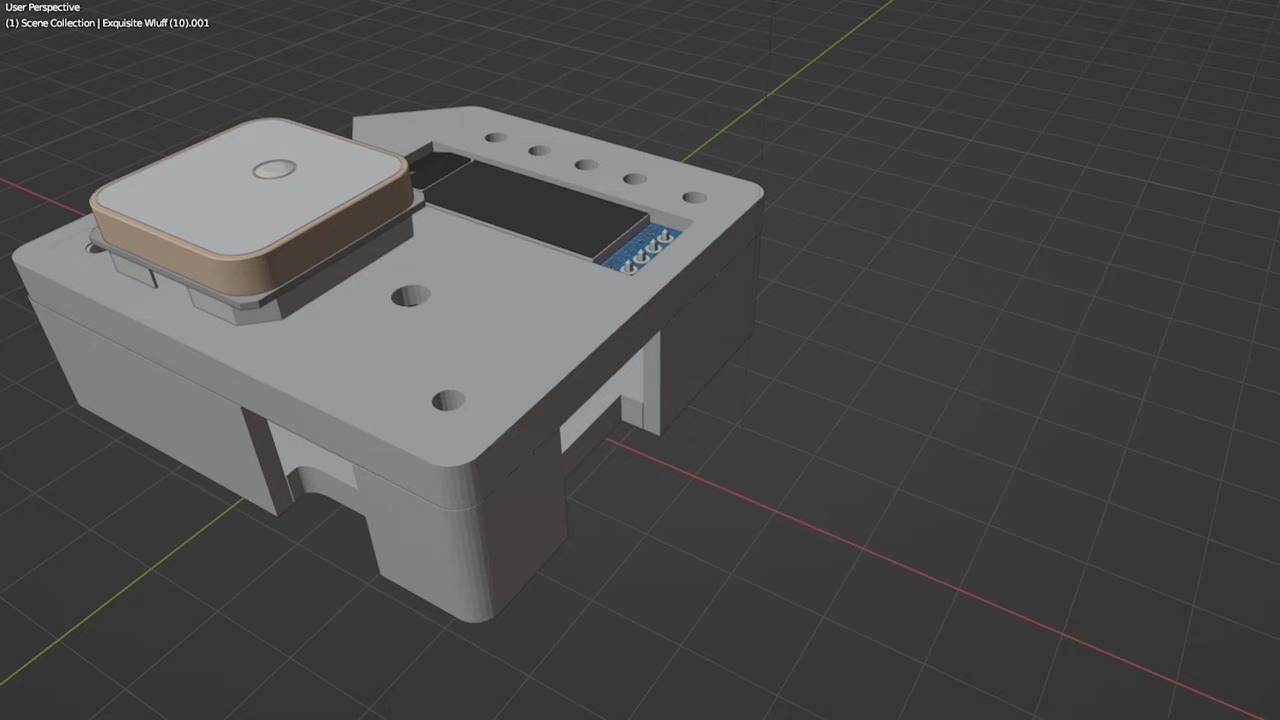 User Perspective
(1) Scene Collection | Exquisite Wluff (10).001